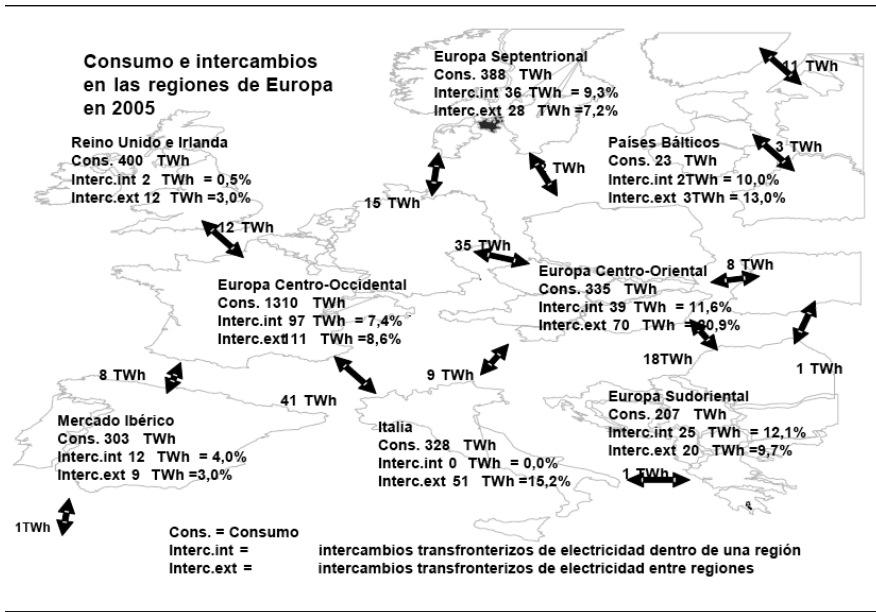 Consumo e intercambios
en las regiones de Europa
en 2005
Europa Septentrional
Cons. 388 TWh
Interc.int 36 TWh = 9,3%
Interc.ext 28 TWh =7,2%
11 TWh
Reino Unido e Irlanda
Cons. 400 TWh
Interc.int 2 TWh = 0,5%
Interc.ext 12 TWh =3,0%
Países Bálticos
Cons. 23 TWh
Interc.int 2TWh = 10,0%
Interc.ext 3TWh = 13,0%
3 TWh
TWh
15 TWh
12 TWh
35 TWh
8 TWh
Europa Centro-Occidental
Cons. 1310 TWh
Interc.int 97 TWh = 7,4%
Interc.ext111 TWh =8,6%
Europa Centro-Oriental
Cons. 335 TWh
Interc.int 39 TWh = 11,6%
Interc.ext 70 TWh = 20,9%
18TWh
1 TWh
8 TWh
41 TWh
9 TWh
Mercado Ibérico
Cons. 303 TWh
Interc.int 12 TWh = 4,0%
Interc.ext 9 TWh =3,0%
Italia
Cons. 328 TWh
Interc.int 0 TWh = 0,0%
Interc.ext 51 TWh =15,2%
Europa Sudoriental
Cons. 207 TWh
Interc.int 25 TWh = 12,1%
Interc.ext 20 TWh =9,7%
1 TWh
1TWh
Cons. = Consumo
Interc.int = intercambios transfronterizos de electricidad dentro de una región
Interc.ext = intercambios transfronterizos de electricidad entre regiones